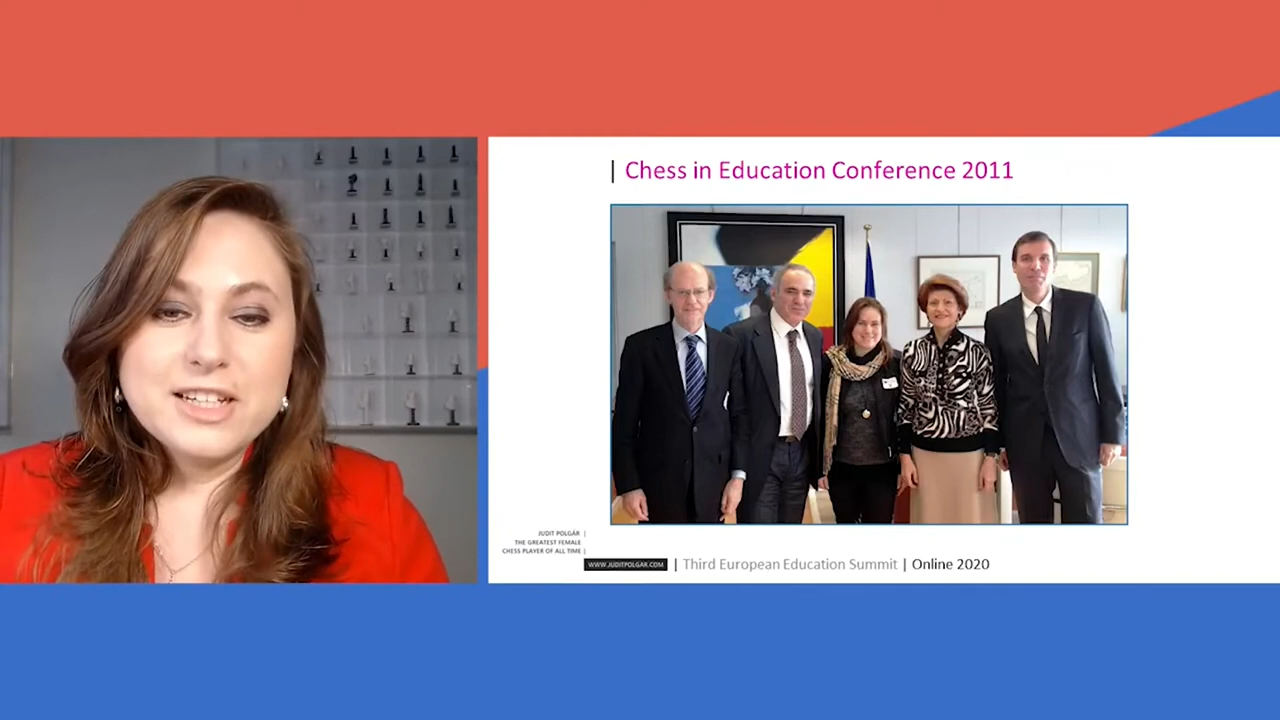 | Chess in Education Conference 2011
JUDIT POLGÁR |
THE GREATEST FEMALE
CHESS PLAYER OF ALL TIME |
WWW.JUDITPOLGAR.COM | Third European Education Summit | Online 2020